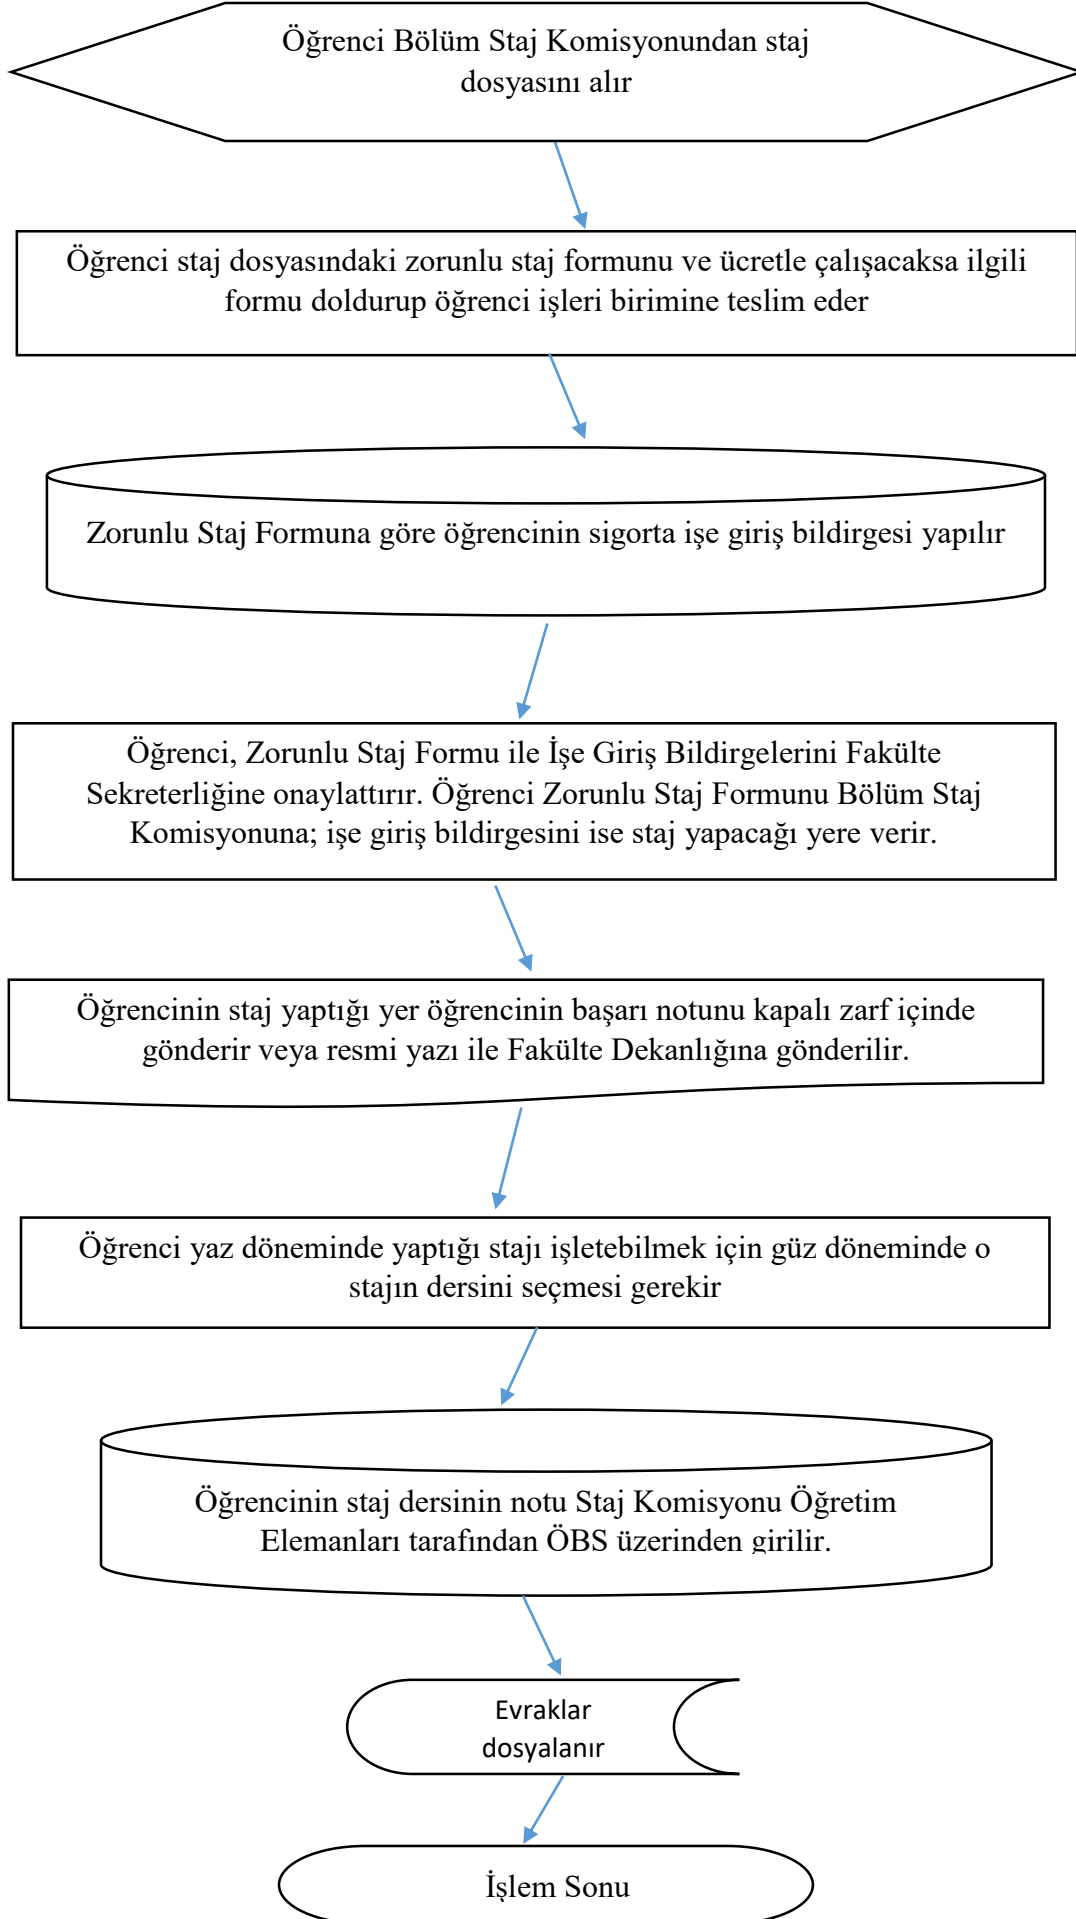 Öğrenci Bölüm Staj Komisyonundan staj
dosyasını alır
Öğrenci staj dosyasındaki zorunlu staj formunu ve ücretle çalışacaksa ilgili
formu doldurup öğrenci işleri birimine teslim eder
Zorunlu Staj Formuna göre öğrencinin sigorta işe giriş bildirgesi yapılır
Öğrenci, Zorunlu Staj Formu ile İşe Giriş Bildirgelerini Fakülte
Sekreterliğine onaylattırır. Öğrenci Zorunlu Staj Formunu Bölüm Staj
Komisyonuna; işe giriş bildirgesini ise staj yapacağı yere verir.
Öğrencinin staj yaptığı yer öğrencinin başarı notunu kapalı zarf içinde
gönderir veya resmi yazı ile Fakülte Dekanlığına gönderilir.
Öğrenci yaz döneminde yaptığı stajı işletebilmek için güz döneminde o
stajın dersini seçmesi gerekir
Öğrencinin staj dersinin notu Staj Komisyonu Öğretim
Elemanları tarafından ÖBS üzerinden girilir.
Evraklar
dosyalanır
İşlem Sonu